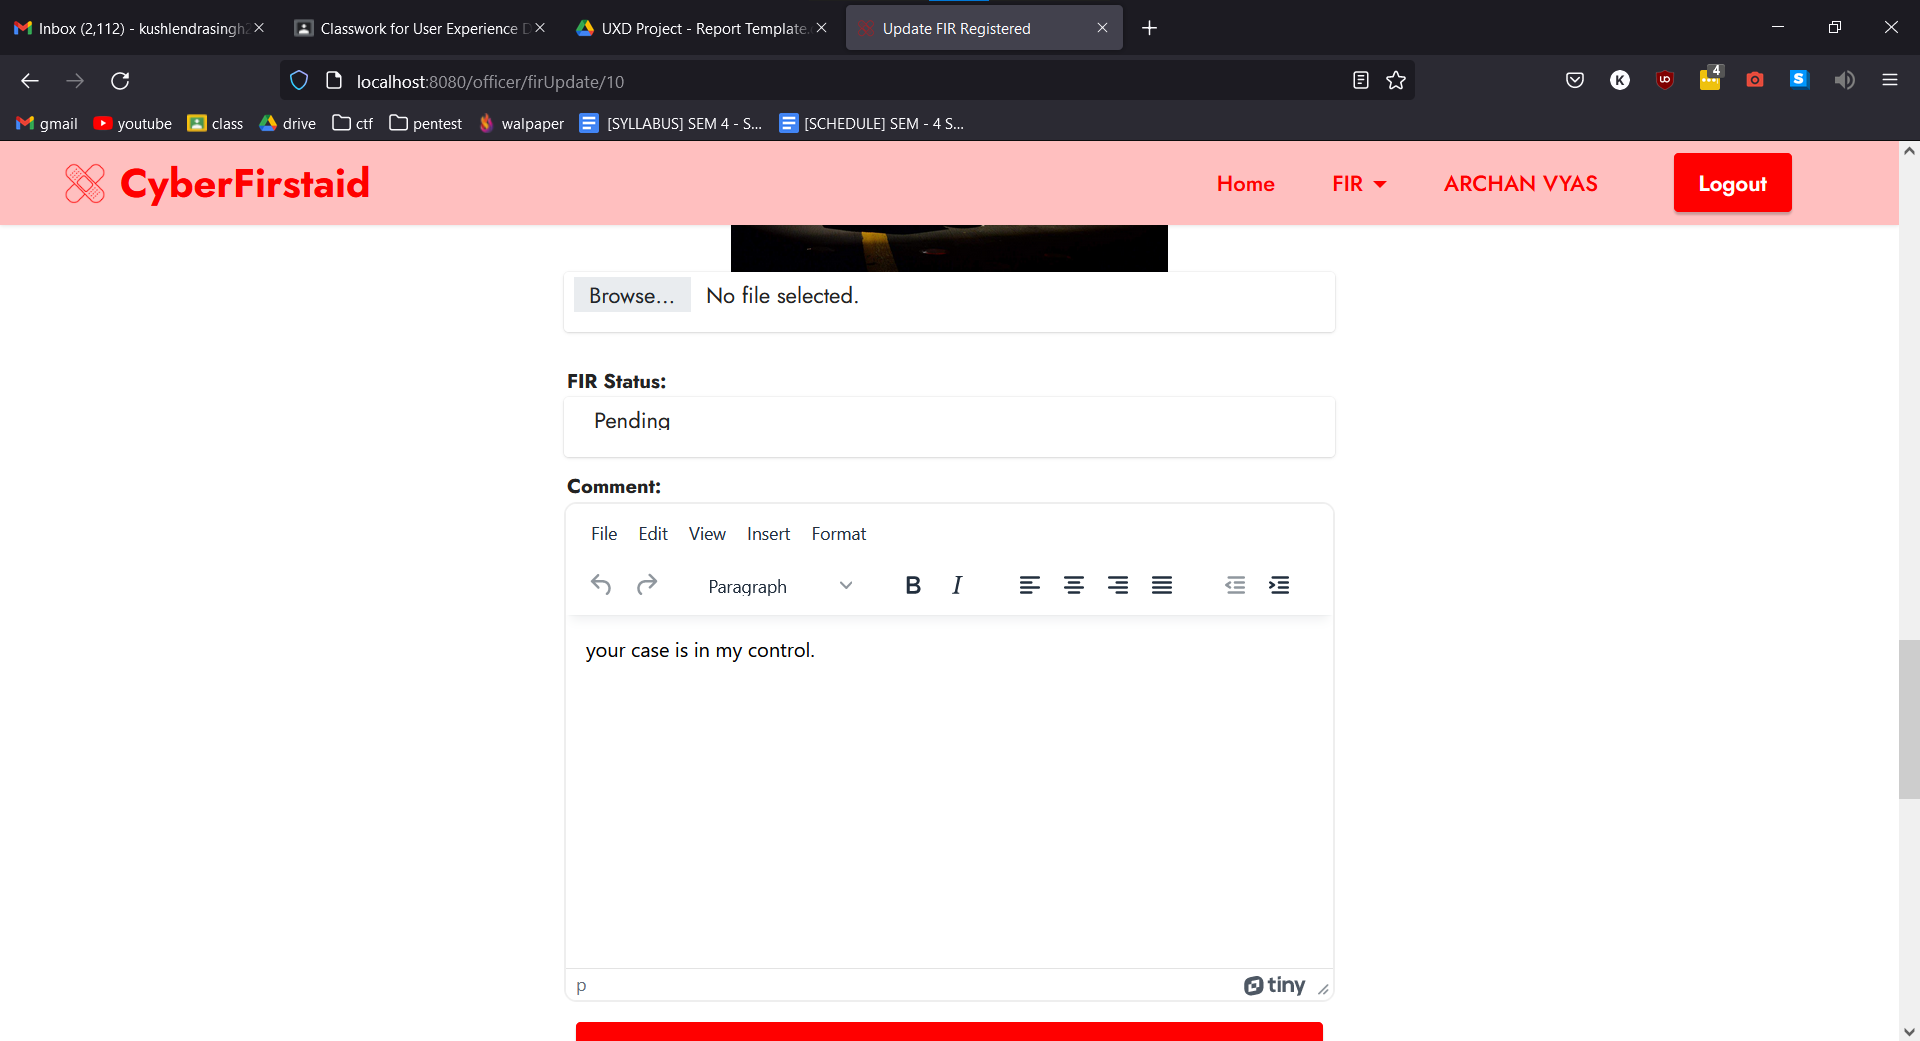 Inbox (2,112) - kushlendrasingh2
Classwork for User Experience D
UXD Project - Report Template.
Update FIR Registered
localhost:8080/officer/firUpdate/10
4
K
S
gmail
youtube
class
drive
ctf
pentest
walpaper
[SYLLABUS] SEM 4 - S...
[SCHEDULE] SEM - 4 S...
CyberFirstaid
Home
FIR
ARCHAN VYAS
Logout
Browse...
No file selected.
FIR Status:
Pending
Comment:
File
Edit
View
Insert
Format
Paragraph
B
I
your case is in my control.
p
tiny